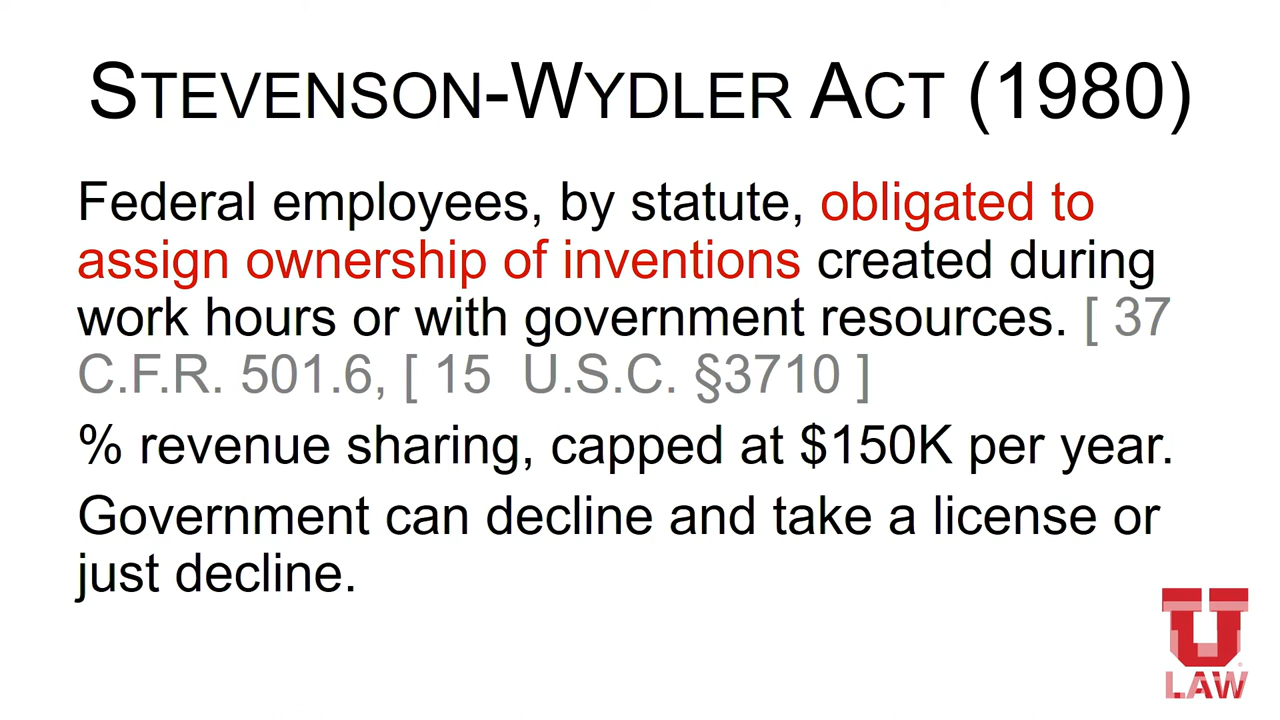 STEVENSON-WYDLER ACT (1980)
Federal employees, by statute, obligated to
assign ownership of inventions created during
work hours or with government resources. [ 37
C.F.R. 501.6, [ 15 U.S.C. §3710 ]
% revenue sharing, capped at $150K per year.
Government can decline and take a license or
just decline.
U
LAW